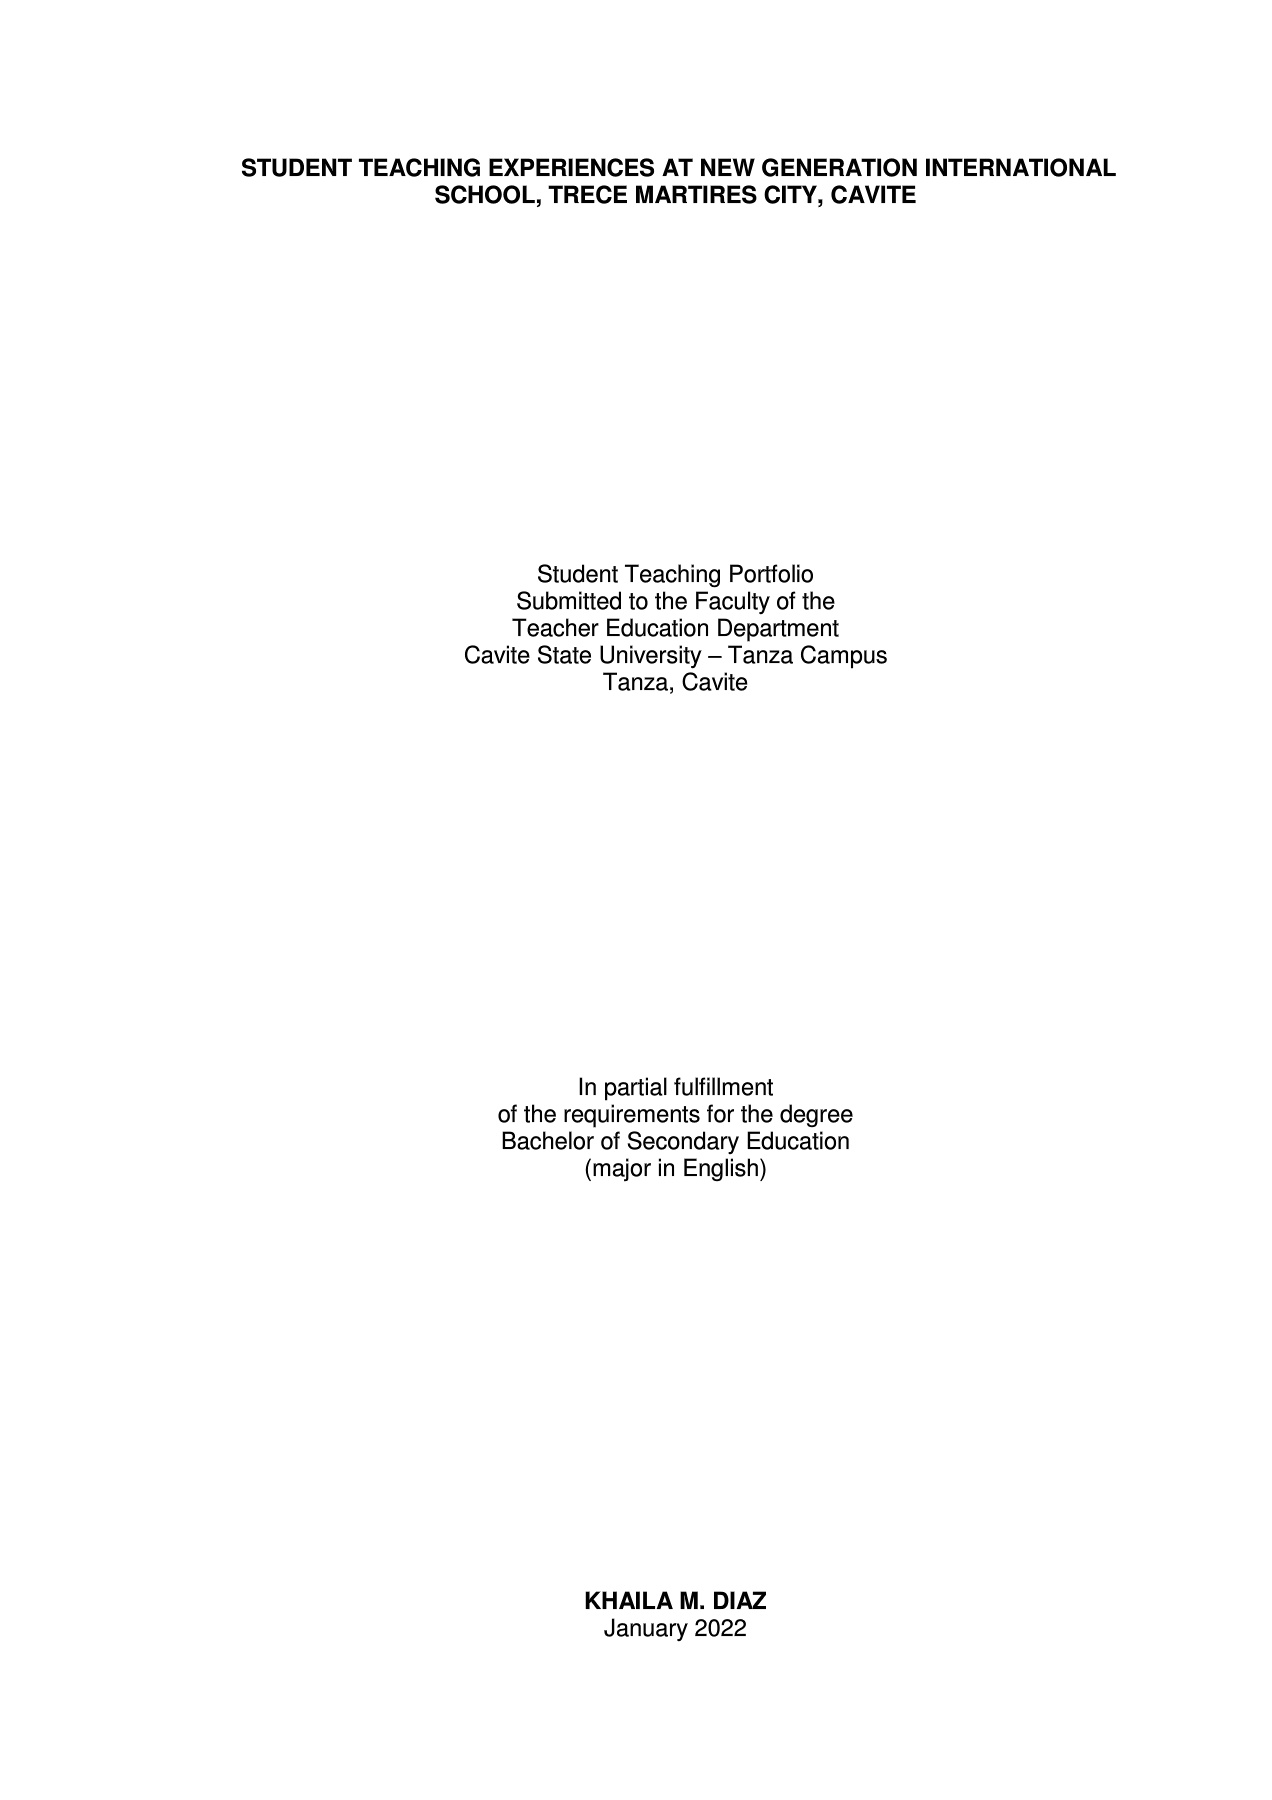 STUDENT TEACHING EXPERIENCES AT NEW GENERATION INTERNATIONAL
SCHOOL, TRECE MARTIRES CITY, CAVITE
Student Teaching Portfolio
Submitted to the Faculty of the
Teacher Education Department
Cavite State University – Tanza Campus
Tanza, Cavite
In partial fulfillment
of the requirements for the degree
Bachelor of Secondary Education
(major in English)
KHAILA M. DIAZ
January 2022